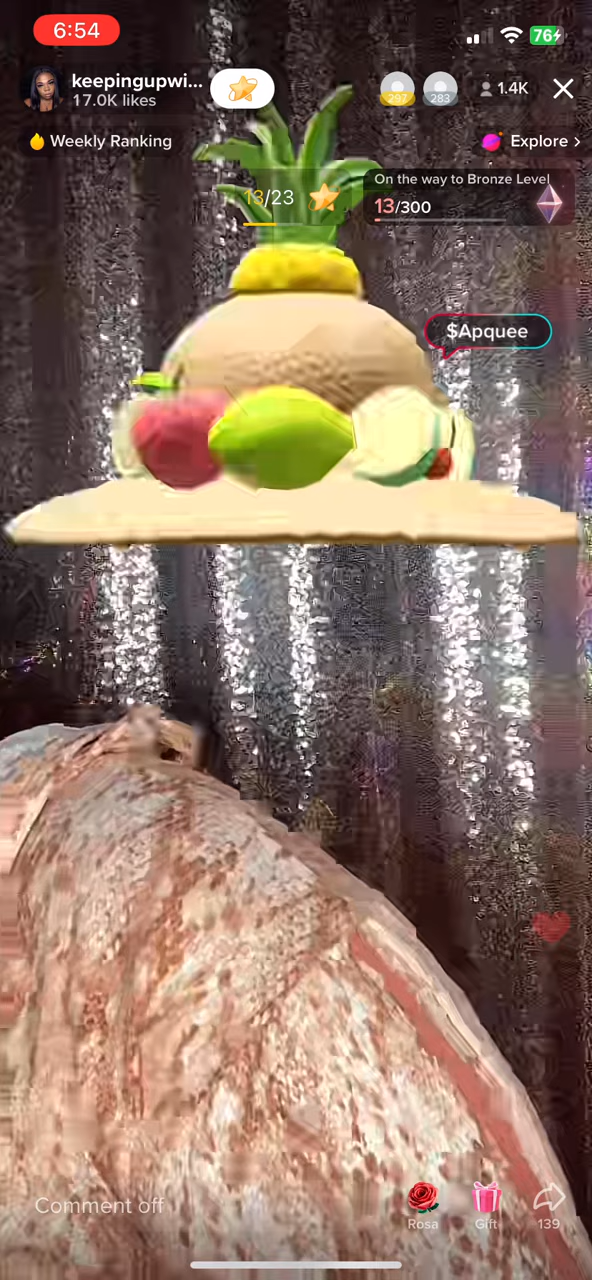 6:54
76
keepingupwi...
17.0K likes
297
283
1.4K
Weekly Ranking
Explore >
13/23
On the way to Bronze Level
13/300
$Apquee
Comment off
Rosa
Gift
139